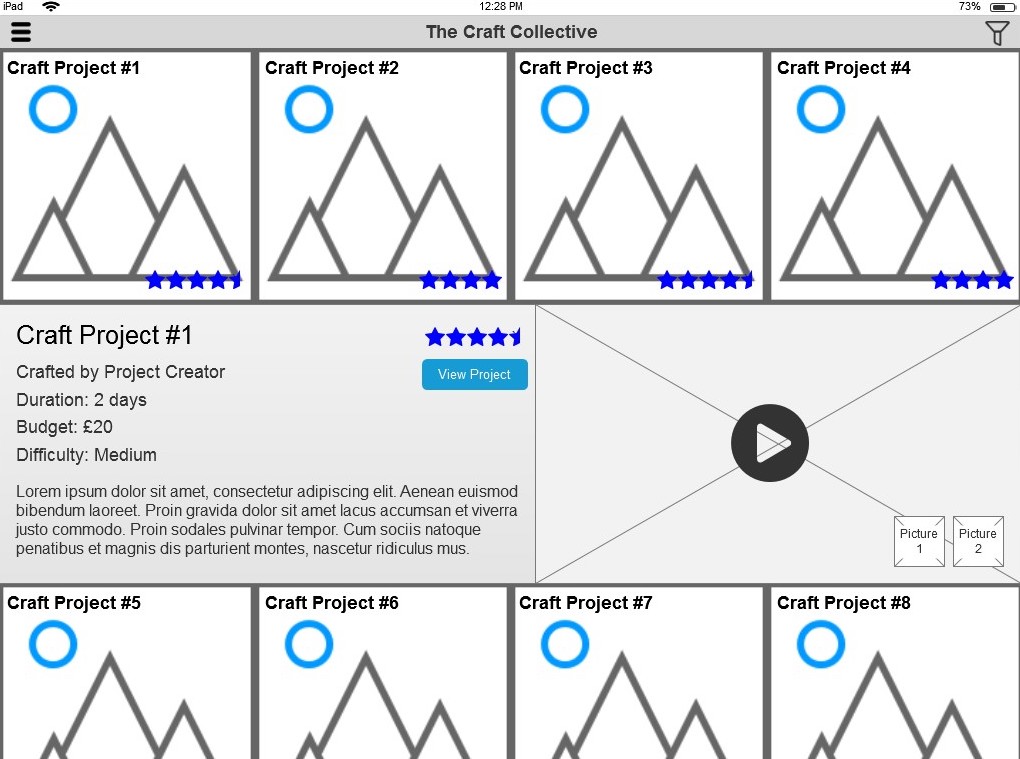 iPad 12:28 PM 73%
The Craft Collective
Craft Project #1
Craft Project #2
Craft Project #3
Craft Project #4
Craft Project #1
View Project
Crafted by Project Creator
Duration: 2 days
Budget: £20
Difficulty: Medium
Lorem ipsum dolor sit amet, consectetur adipiscing elit. Aenean euismod
bibendum laoreet. Proin gravida dolor sit amet lacus accumsan et viverra
justo commodo. Proin sodales pulvinar tempor. Cum sociis natoque
penatibus et magnis dis parturient montes, nascetur ridiculus mus.
Picture
1
Picture
2
Craft Project #5
Craft Project #6
Craft Project #7
Craft Project #8